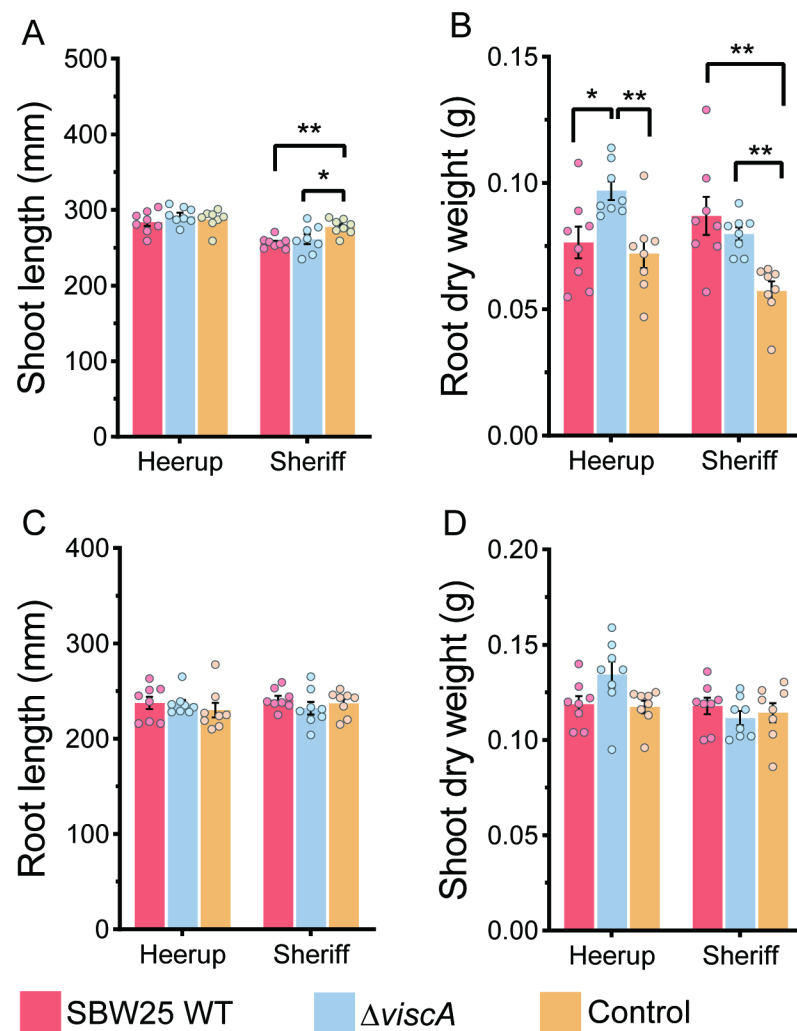 A
Shoot length (mm)
500
400
300
200
100
0
**
*
Heerup
Sheriff
B
Root dry weight (g)
0.15
0.10
0.05
0.00
*
**
**
**
Heerup
Sheriff
C
Root length (mm)
400
300
200
100
0
Heerup
Sheriff
D
Shoot dry weight (g)
0.20
0.15
0.10
0.05
0.00
Heerup
Sheriff
SBW25 WT
ΔviscA
Control